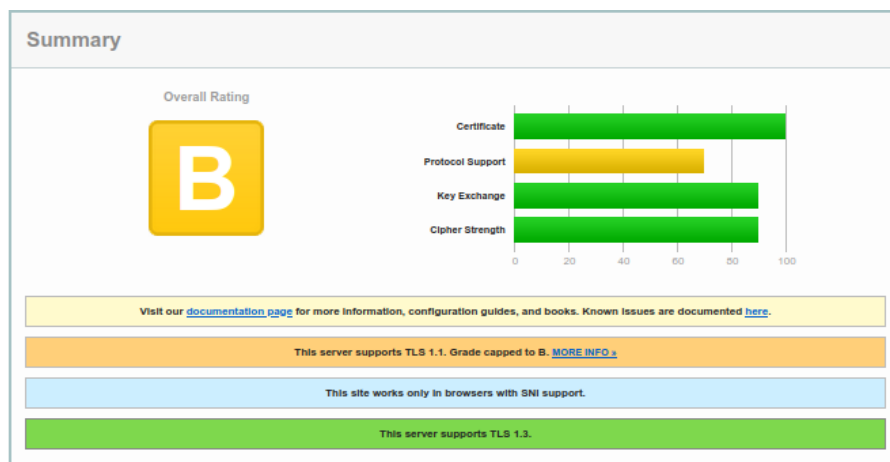 Summary
Overall Rating
B
Certificate
Protocol Support
Key Exchange
Cipher Strength
0 20 40 60 80 100
Visit our documentation page for more information, configuration guides, and books. Known issues are documented here.
This server supports TLS 1.1. Grade capped to B. MORE INFO »
This site works only in browsers with SNI support.
This server supports TLS 1.3.